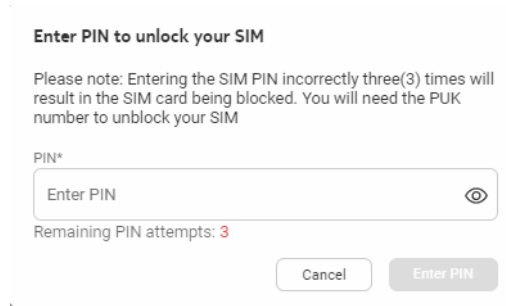 Enter PIN to unlock your SIM
Please note: Entering the SIM PIN incorrectly three(3) times will
result in the SIM card being blocked. You will need the PUK
number to unblock your SIM
PIN*
Enter PIN
Remaining PIN attempts: 3
Cancel
Enter PIN